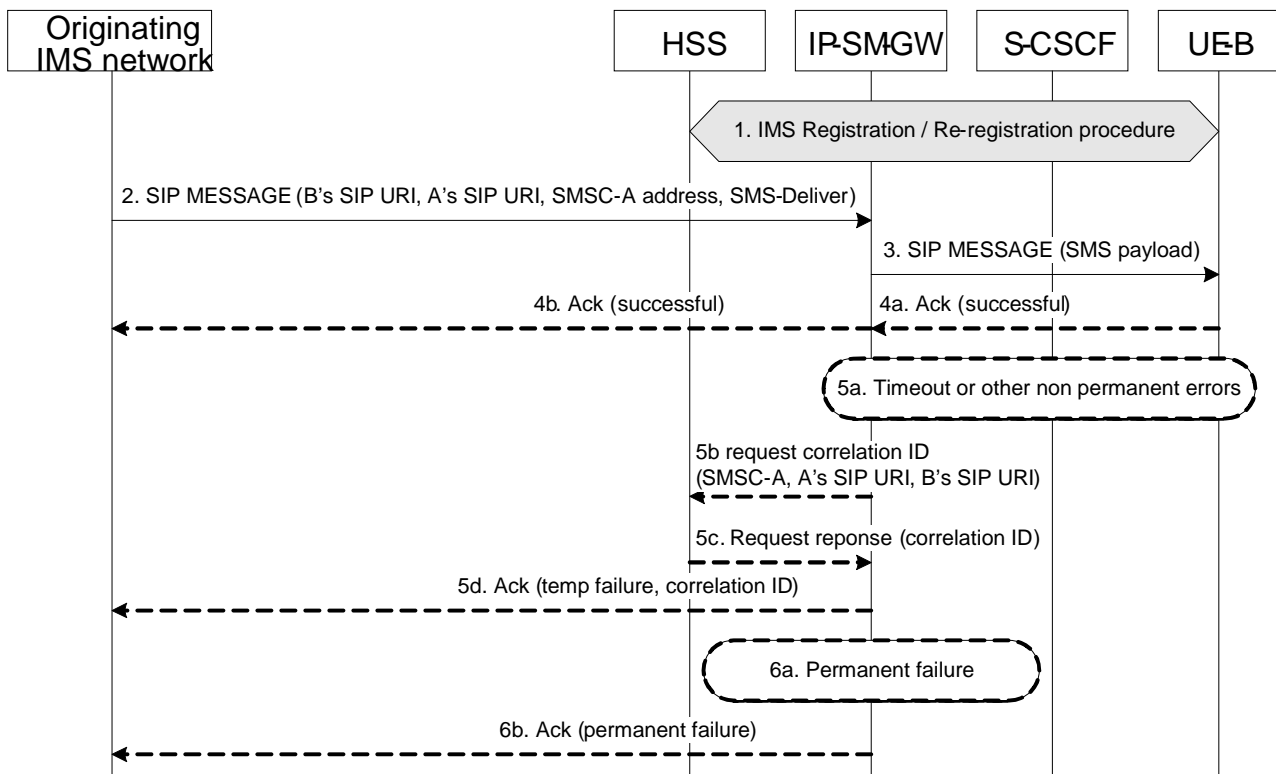 Originating
IMS network
HSS
IP-SM-GW
S-CSCF
UE-B
1. IMS Registration / Re-registration procedure
2. SIP MESSAGE (B's SIP URI, A's SIP URI, SMSC-A address, SMS-Deliver)
3. SIP MESSAGE (SMS payload)
4b. Ack (successful)
4a. Ack (successful)
5a. Timeout or other non permanent errors
5b request correlation ID
(SMSC-A, A's SIP URI, B's SIP URI)
5c. Request reponse (correlation ID)
5d. Ack (temp failure, correlation ID)
6a. Permanent failure
6b. Ack (permanent failure)